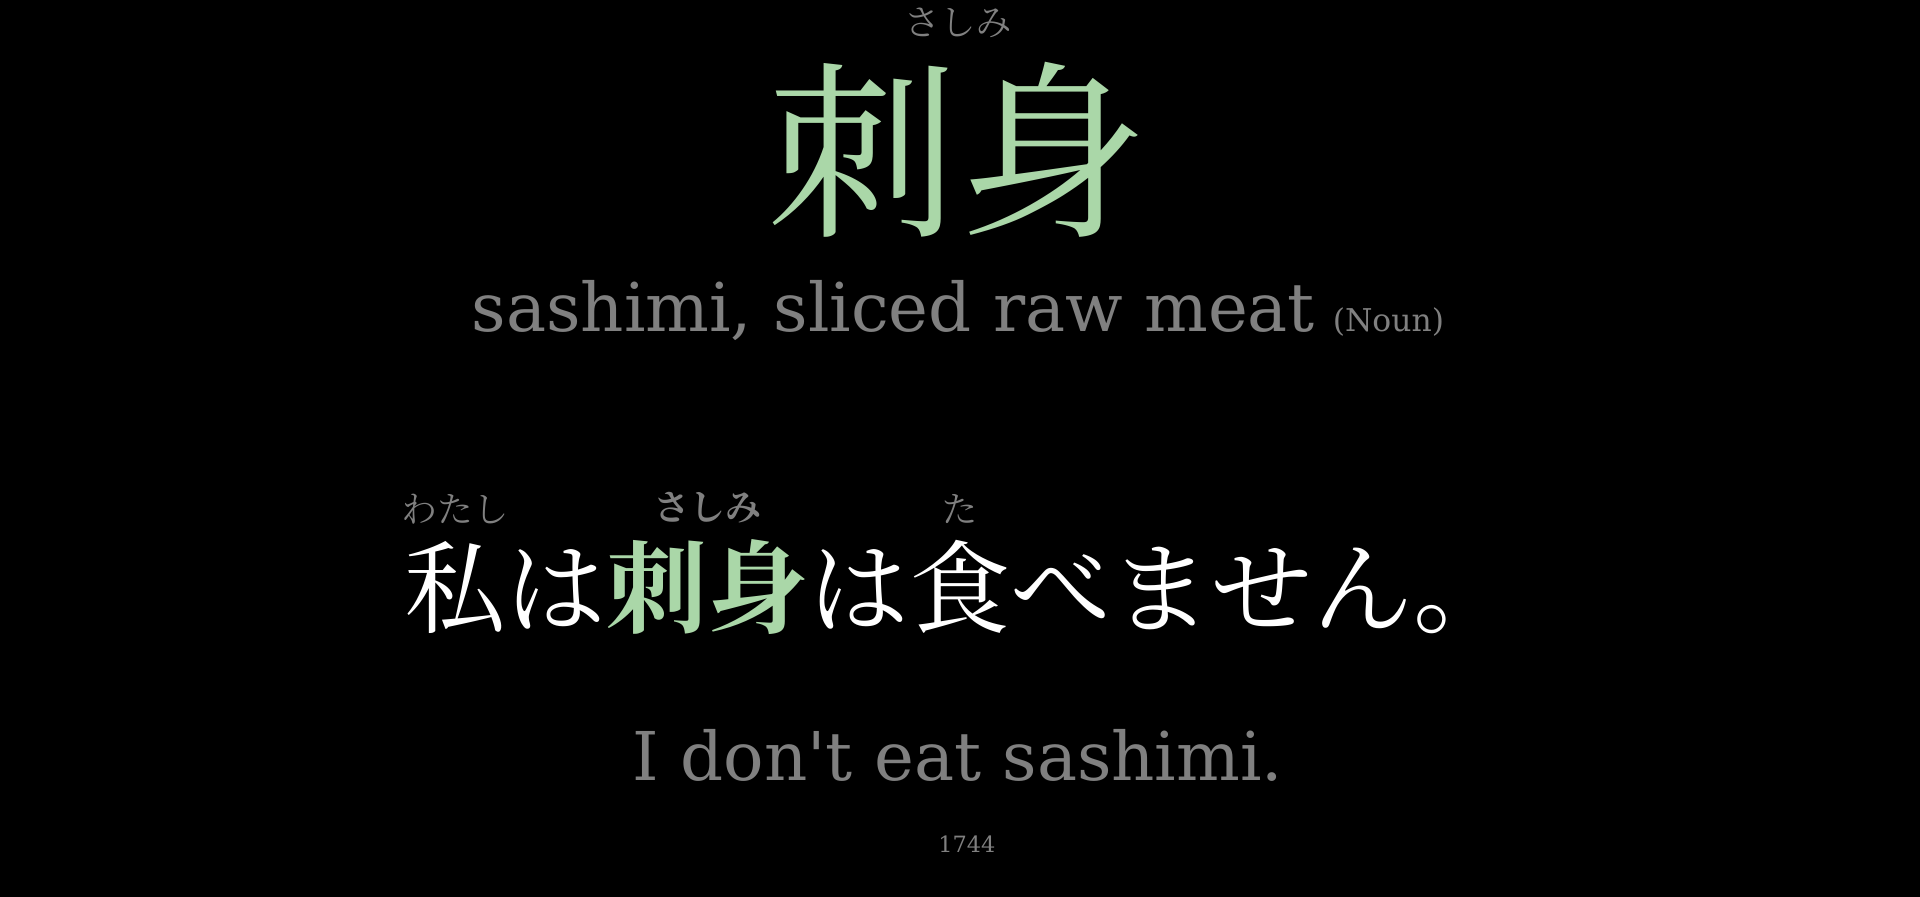 さしみ
刺身
sashimi, sliced raw meat (Noun)
わたし さしみ た
私は刺身は食べません。
I don't eat sashimi.
1744